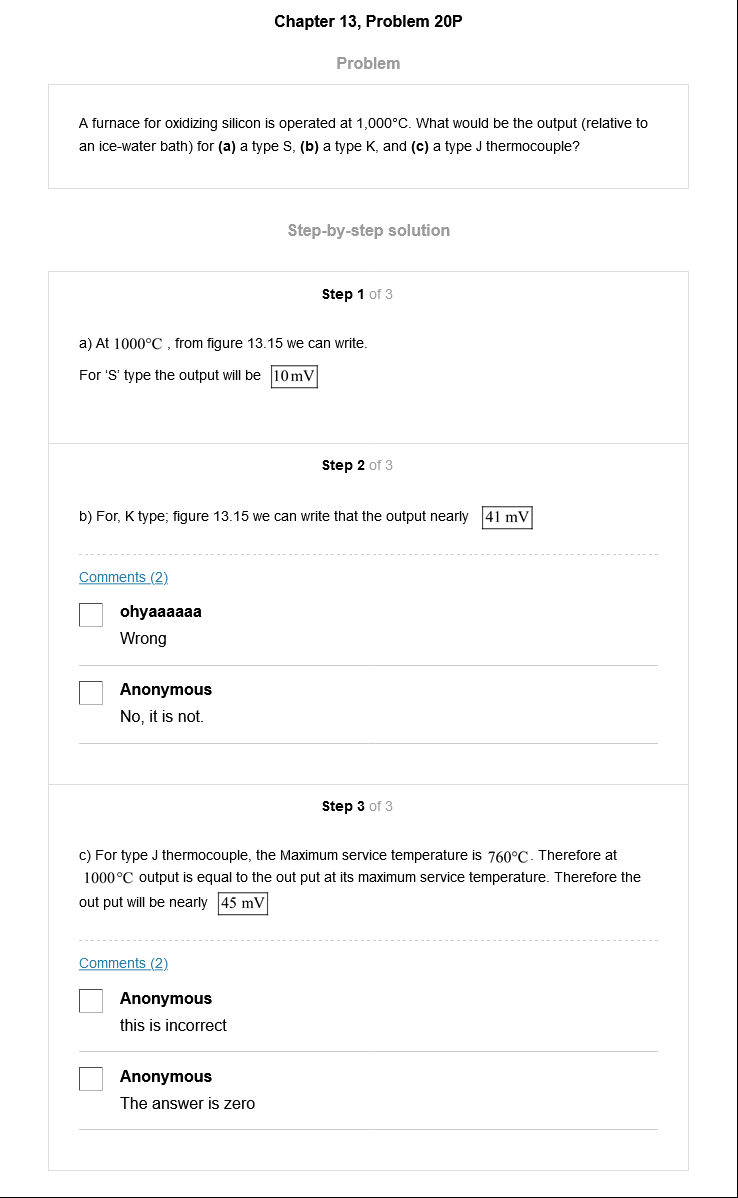 Chapter 13, Problem 20P
Problem
A furnace for oxidizing silicon is operated at 1,000°C. What would be the output (relative to
an ice-water bath) for (a) a type S, (b) a type K, and (c) a type J thermocouple?
Step-by-step solution
Step 1 of 3
a) At 1000°C , from figure 13.15 we can write.
For ‘S’ type the output will be 10mV
Step 2 of 3
b) For, K type; figure 13.15 we can write that the output nearly 41 mV
Comments (2)
ohyaaaaaa
Wrong
Anonymous
No, it is not.
Step 3 of 3
c) For type J thermocouple, the Maximum service temperature is 760°C. Therefore at
1000°C output is equal to the out put at its maximum service temperature. Therefore the
out put will be nearly 45 mV
Comments (2)
Anonymous
this is incorrect
Anonymous
The answer is zero